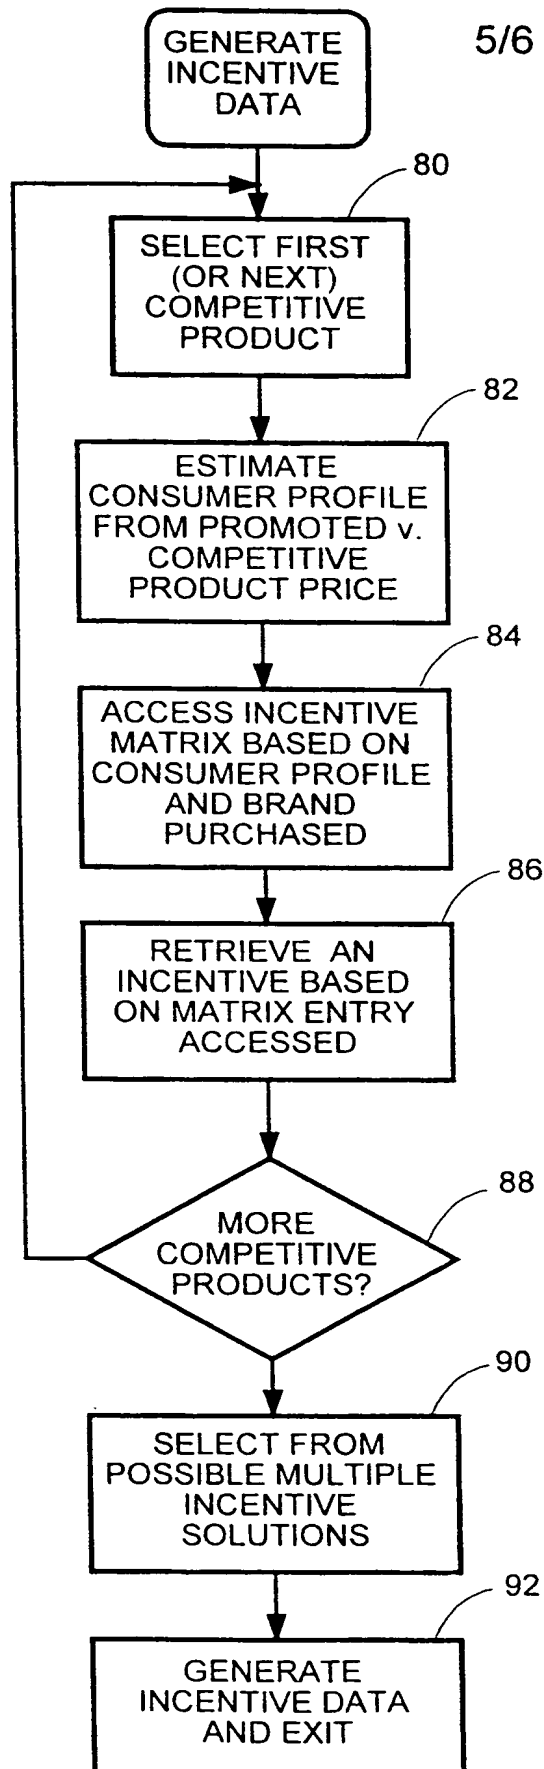 GENERATE
INCENTIVE
DATA
5/6
80
SELECT FIRST
(OR NEXT)
COMPETITIVE
PRODUCT
82
ESTIMATE
CONSUMER PROFILE
FROM PROMOTED v.
COMPETITIVE
PRODUCT PRICE
84
ACCESS INCENTIVE
MATRIX BASED ON
CONSUMER PROFILE
AND BRAND
PURCHASED
86
RETRIEVE AN
INCENTIVE BASED
ON MATRIX ENTRY
ACCESSED
88
MORE
COMPETITIVE
PRODUCTS?
90
SELECT FROM
POSSIBLE MULTIPLE
INCENTIVE
SOLUTIONS
92
GENERATE
INCENTIVE DATA
AND EXIT